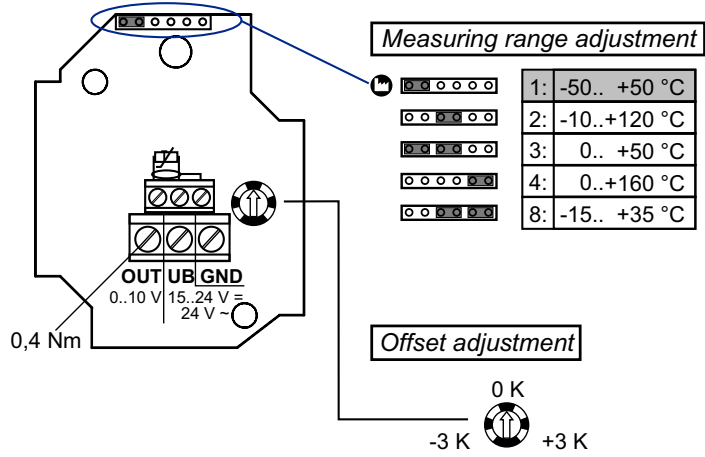 Measuring range adjustment
1: -50.. +50 °C
2: -10..+120 °C
3: 0.. +50 °C
4: 0..+160 °C
8: -15.. +35 °C
OUT UB GND
0..10 V 15..24 V =
24 V ~
0,4 Nm
Offset adjustment
0 K
-3 K +3 K